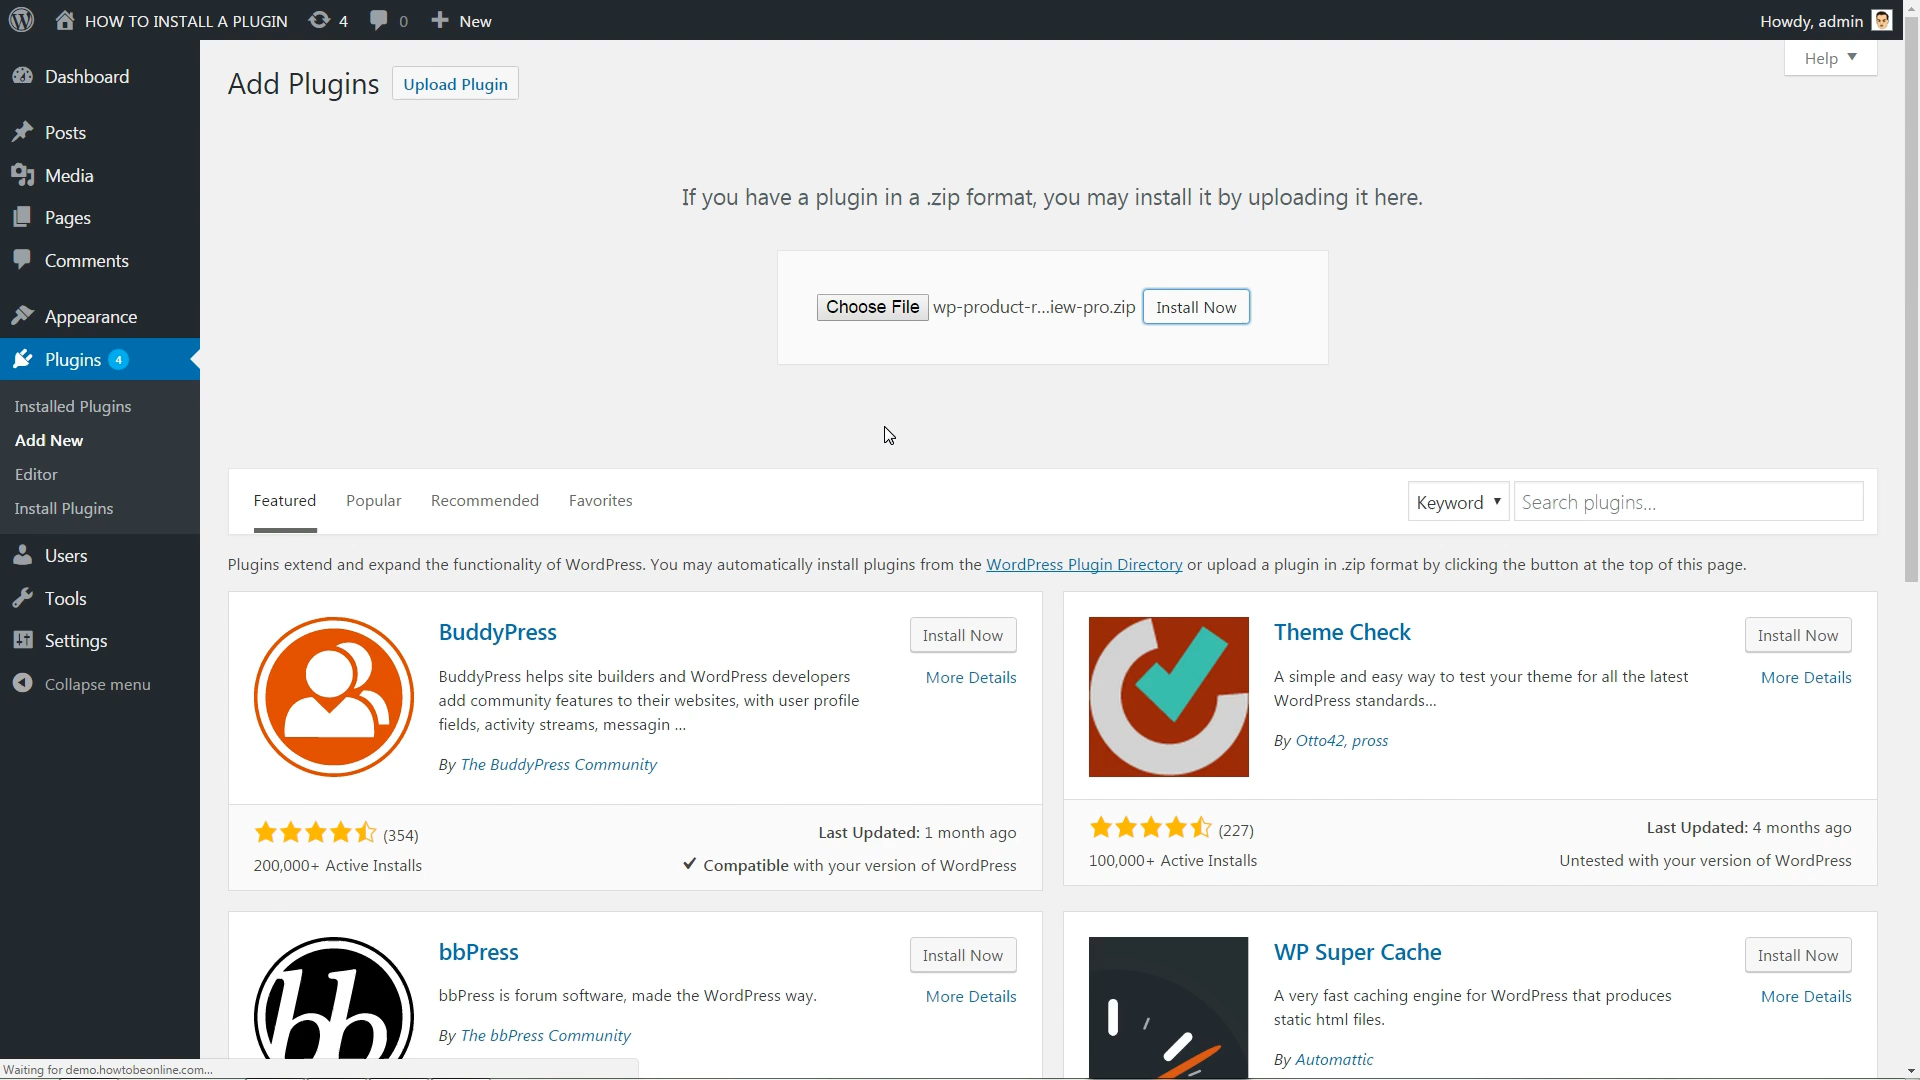 HOW TO INSTALL A PLUGIN 4 0 New Howdy, admin
Help
Dashboard
Posts
Media
Pages
Comments
Appearance
Plugins 4
Installed Plugins
Add New
Editor
Install Plugins
Users
Tools
Settings
Collapse menu
Add Plugins Upload Plugin
If you have a plugin in a .zip format, you may install it by uploading it here.
Choose File wp-product-r...iew-pro.zip Install Now
Featured Popular Recommended Favorites Keyword Search plugins...
Plugins extend and expand the functionality of WordPress. You may automatically install plugins from the WordPress Plugin Directory or upload a plugin in .zip format by clicking the button at the top of this page.
BuddyPress Install Now
More Details
BuddyPress helps site builders and WordPress developers
add community features to their websites, with user profile
fields, activity streams, messagin ...
By The BuddyPress Community
(354) Last Updated: 1 month ago
200,000+ Active Installs Compatible with your version of WordPress
Theme Check Install Now
More Details
A simple and easy way to test your theme for all the latest
WordPress standards...
By Otto42, pross
(227) Last Updated: 4 months ago
100,000+ Active Installs Untested with your version of WordPress
bb
bbPress Install Now
More Details
bbPress is forum software, made the WordPress way.
By The bbPress Community
WP Super Cache Install Now
More Details
A very fast caching engine for WordPress that produces
static html files.
By Automattic
Waiting for demo.howtobeonline.com...